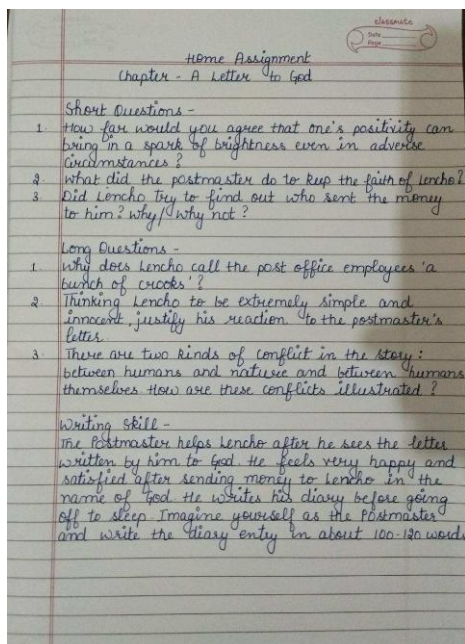 classmate
Date
Page
Home Assignment
Chapter - A Letter to God
Short Questions -
1. How far would you agree that one's positivity can
bring in a spark of brightness even in adverse
circumstances?
2. What did the postmaster do to keep the faith of Lencho?
3. Did Lencho try to find out who sent the money
to him? why/why not?
Long Questions -
1. Why does Lencho call the post office employees 'a
bunch of crooks'?
2. Thinking Lencho to be extremely simple and
innocent, justify his reaction to the postmaster's
letter.
3. There are two kinds of conflict in the story:
between humans and nature and between humans
themselves. How are these conflicts illustrated?
Writing Skill -
The Postmaster helps Lencho after he sees the letter
written by him to God. He feels very happy and
satisfied after sending money to Lencho in the
name of God. He writes his diary before going
off to sleep. Imagine yourself as the Postmaster
and write the diary entry in about 100-120 words